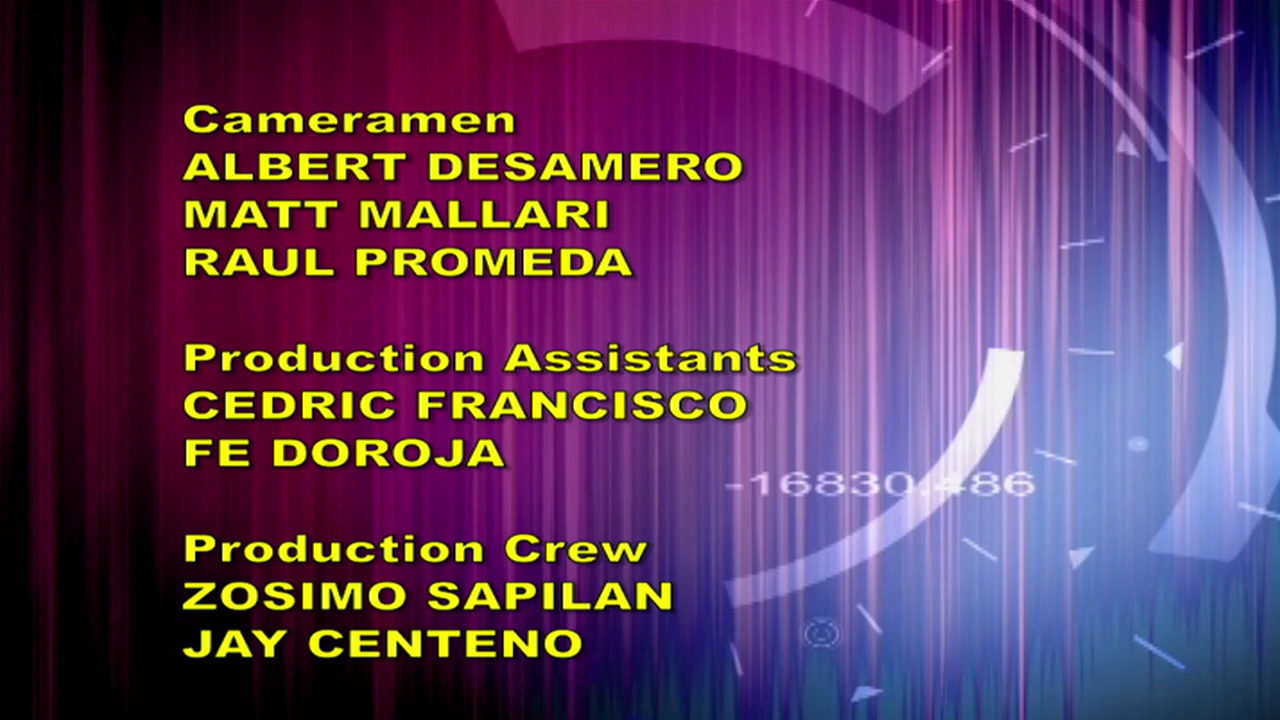 Cameramen
ALBERT DESAMERO
MATT MALLARI
RAUL PROMEDA
Production Assistants
CEDRIC FRANCISCO
FE DOROJA
-16830.486
Production Crew
ZOSIMO SAPILAN
JAY CENTENO